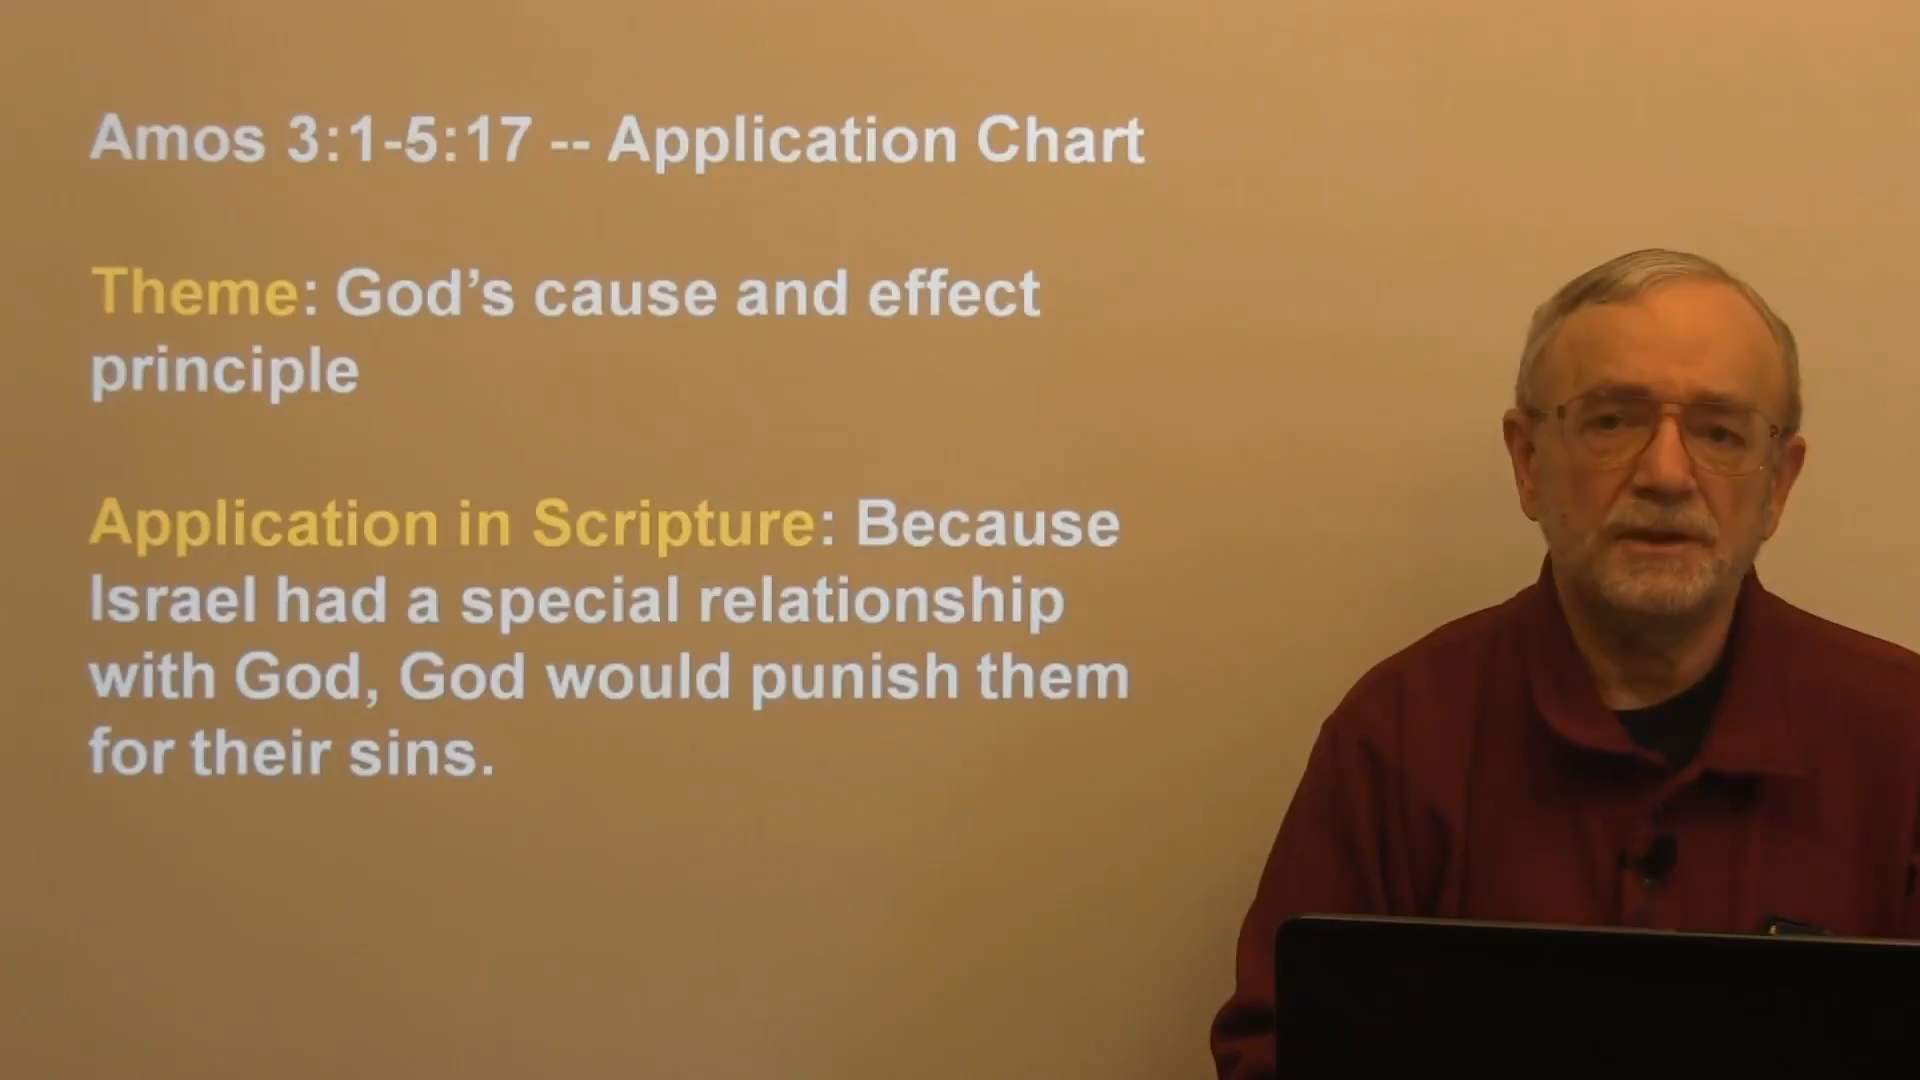 Amos 3:1-5:17 -- Application Chart
Theme: God’s cause and effect
principle
Application in Scripture: Because
Israel had a special relationship
with God, God would punish them
for their sins.